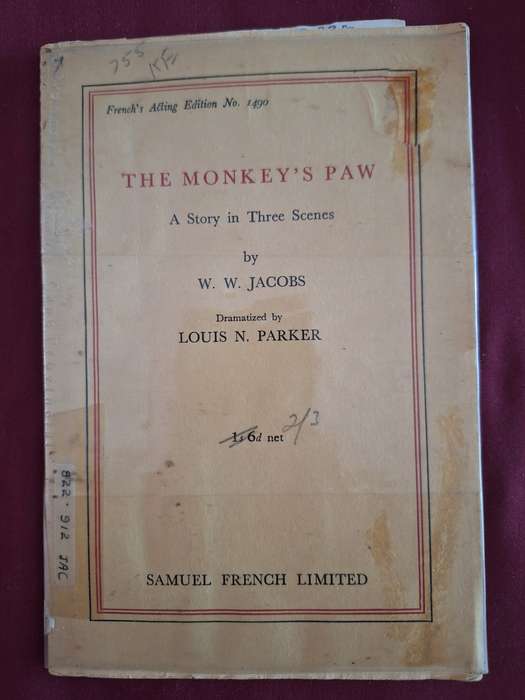 755
French's Acting Edition No. 1490
THE MONKEY'S PAW
A Story in Three Scenes
by
W. W. JACOBS
Dramatized by
LOUIS N. PARKER
1s 6d net 2/3
822·912 JAC
SAMUEL FRENCH LIMITED